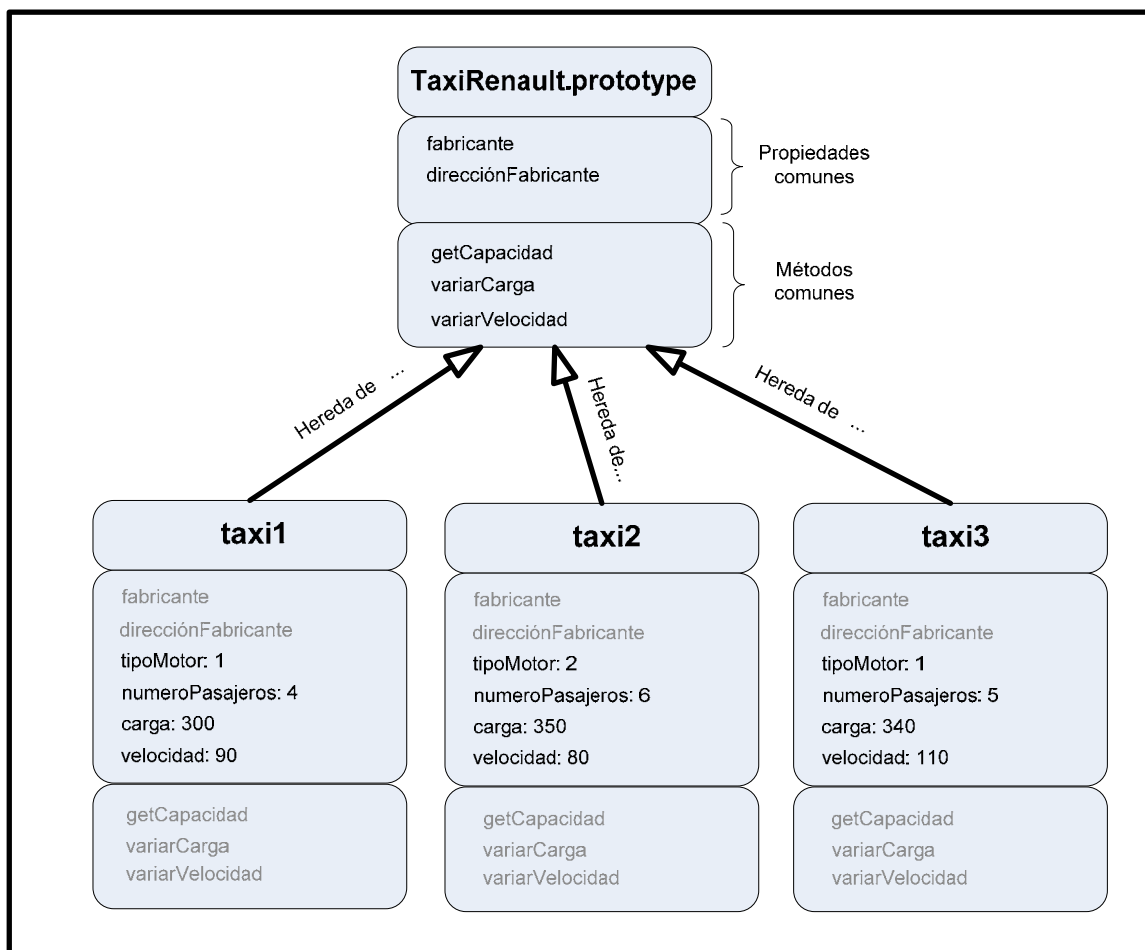 TaxiRenault.prototype
fabricante
direcciónFabricante
Propiedades
comunes
getCapacidad
variarCarga
variarVelocidad
Métodos
comunes
Hereda de ...
Hereda de...
Hereda de ...
taxi1
fabricante
direcciónFabricante
tipoMotor: 1
numeroPasajeros: 4
carga: 300
velocidad: 90
getCapacidad
variarCarga
variarVelocidad
taxi2
fabricante
direcciónFabricante
tipoMotor: 2
numeroPasajeros: 6
carga: 350
velocidad: 80
getCapacidad
variarCarga
variarVelocidad
taxi3
fabricante
direcciónFabricante
tipoMotor: 1
numeroPasajeros: 5
carga: 340
velocidad: 110
getCapacidad
variarCarga
variarVelocidad